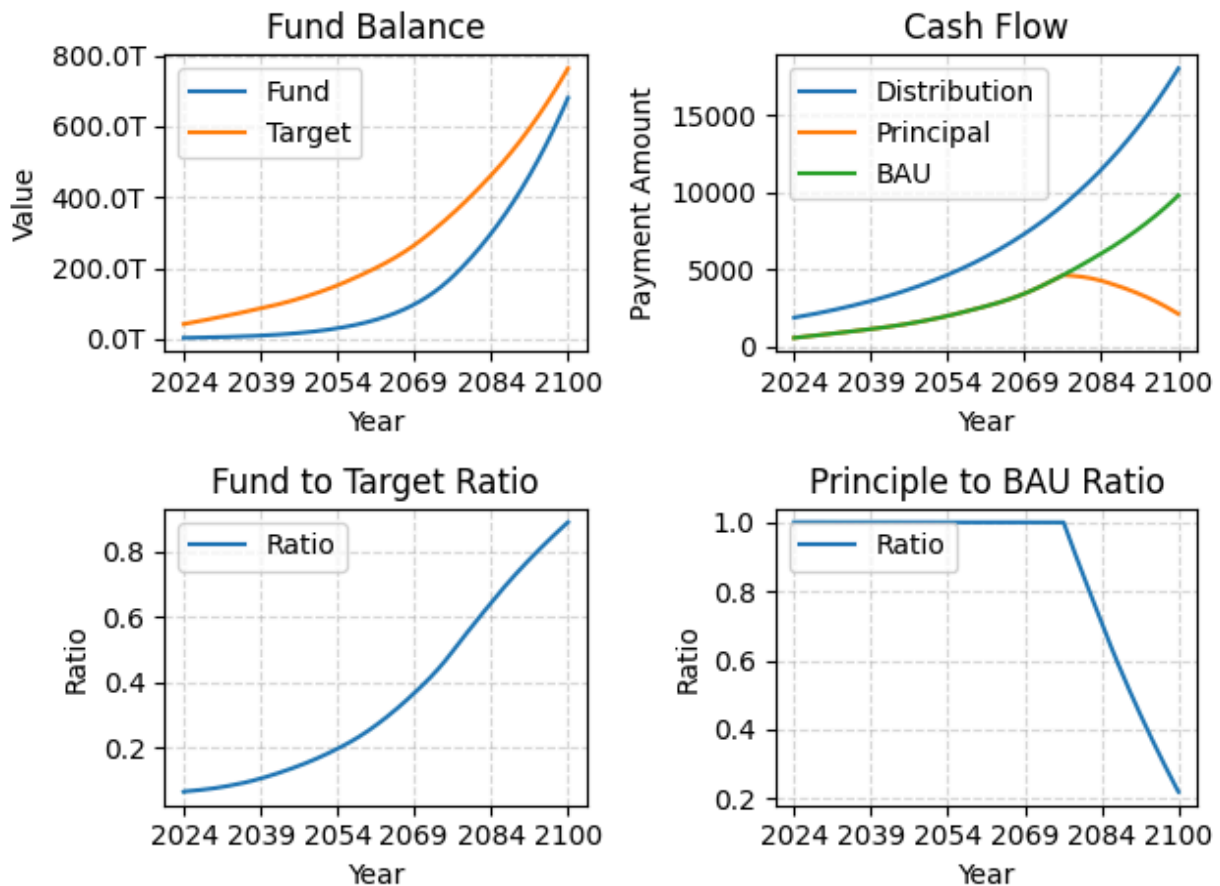 Fund Balance
800.0T
600.0T
400.0T
200.0T
0.0T
Value
Fund
Target
2024 2039 2054 2069 2084 2100
Year
Cash Flow
15000
10000
5000
0
Payment Amount
Distribution
Principal
BAU
2024 2039 2054 2069 2084 2100
Year
Fund to Target Ratio
0.8
0.6
0.4
0.2
Ratio
Ratio
2024 2039 2054 2069 2084 2100
Year
Principle to BAU Ratio
1.0
0.8
0.6
0.4
0.2
Ratio
Ratio
2024 2039 2054 2069 2084 2100
Year